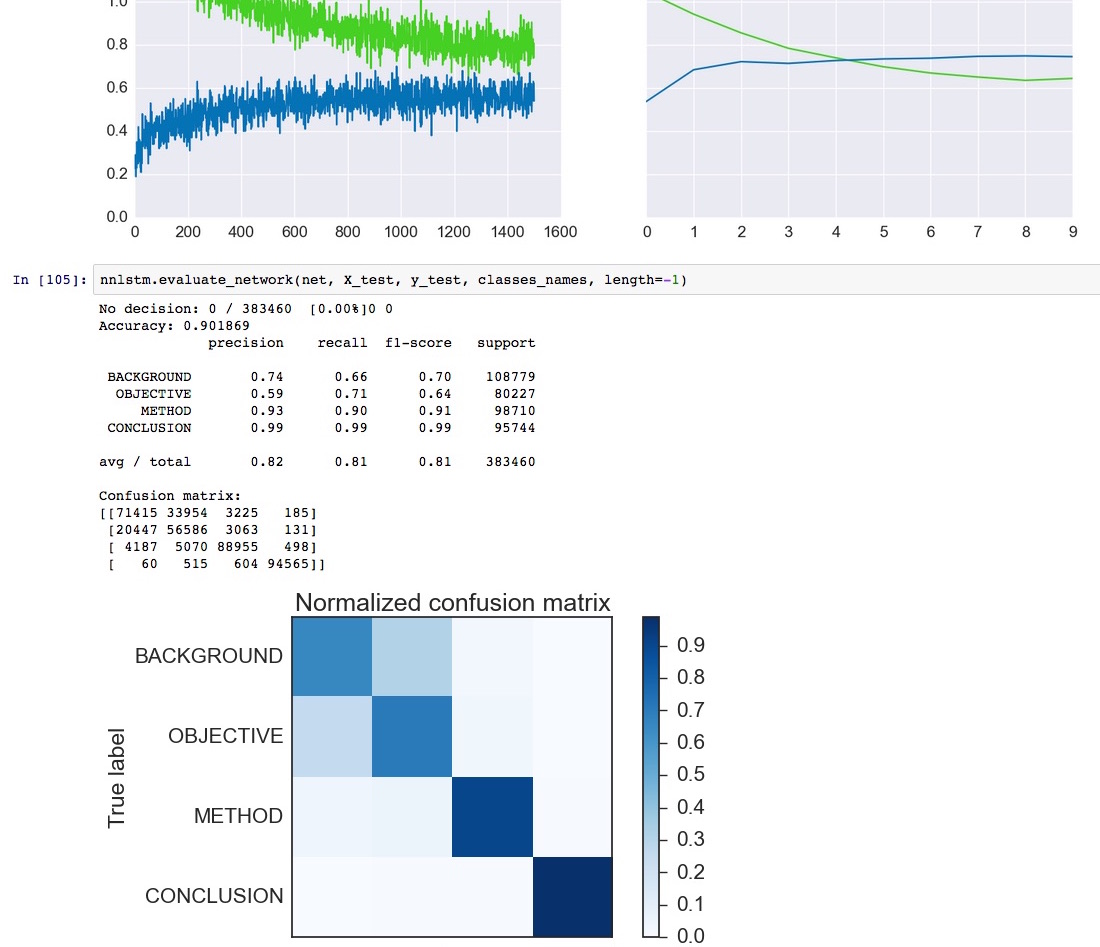 1.0
0.8
0.6
0.4
0.2
0.0
0 200 400 600 800 1000 1200 1400 1600
0 1 2 3 4 5 6 7 8 9
In [105]: nnlstm.evaluate_network(net, X_test, y_test, classes_names, length=-1)
No decision: 0 / 383460  [0.00%]0 0
Accuracy: 0.901869
precision recall f1-score support
BACKGROUND 0.74 0.66 0.70 108779
OBJECTIVE 0.59 0.71 0.64 80227
METHOD 0.93 0.90 0.91 98710
CONCLUSION 0.99 0.99 0.99 95744
avg / total 0.82 0.81 0.81 383460
Confusion matrix:
[[71415 33954  3225   185]
[20447 56586  3063   131]
[ 4187  5070 88955   498]
[   60   515   604 94565]]
Normalized confusion matrix
True label
BACKGROUND
OBJECTIVE
METHOD
CONCLUSION
0.9
0.8
0.7
0.6
0.5
0.4
0.3
0.2
0.1
0.0